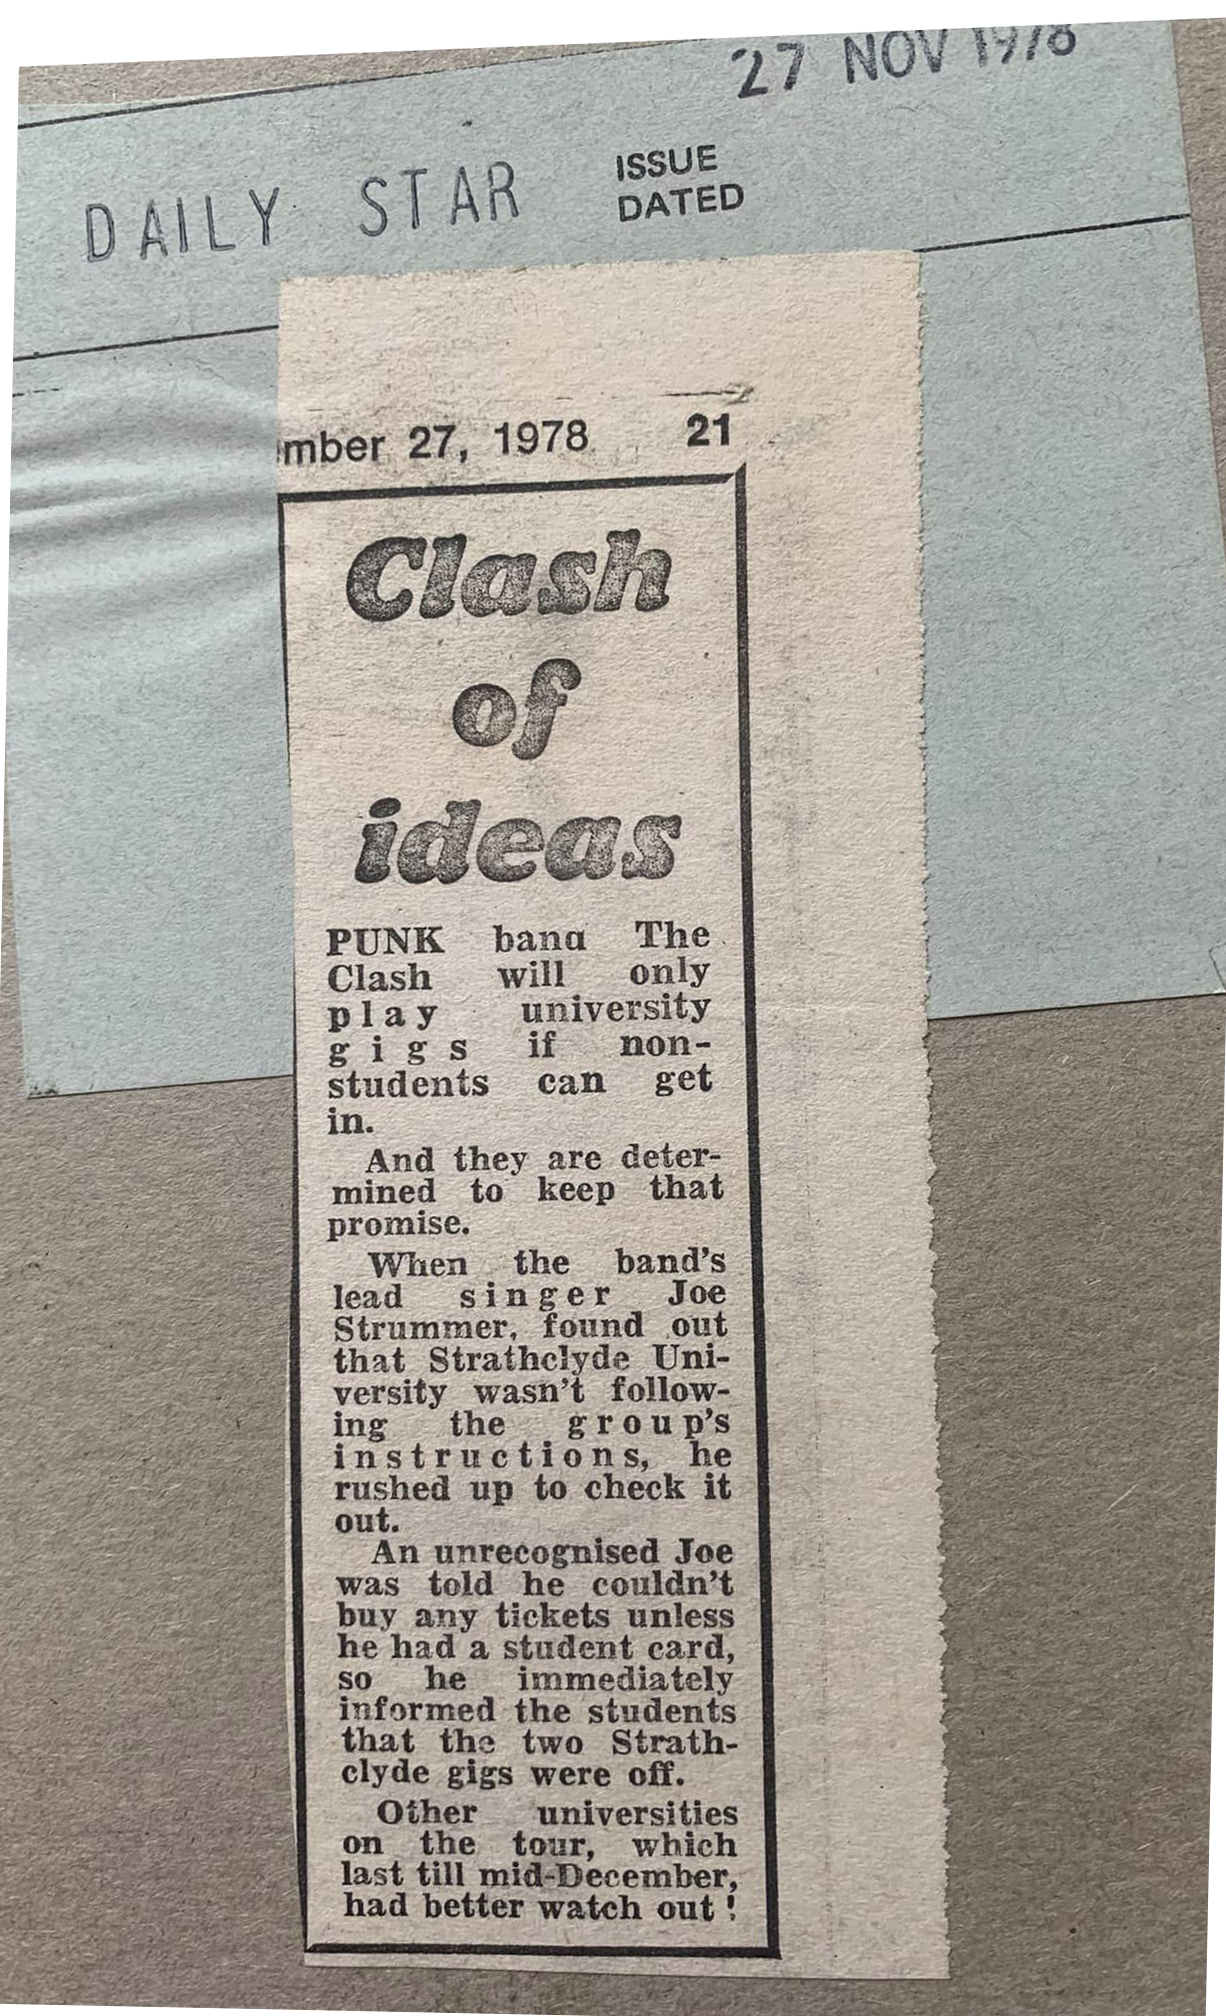 27 NOV 1978
DAILY STAR
ISSUE
DATED
mber 27, 1978 21
Clash
of
ideas
PUNK band The
Clash will only
play university
gigs if non-
students can get
in.
And they are deter-
mined to keep that
promise.
When the band's
lead singer Joe
Strummer, found out
that Strathclyde Uni-
versity wasn't follow-
ing the group's
instructions, he
rushed up to check it
out.
An unrecognised Joe
was told he couldn't
buy any tickets unless
he had a student card,
so he immediately
informed the students
that the two Strath-
clyde gigs were off.
Other universities
on the tour, which
last till mid-December,
had better watch out!